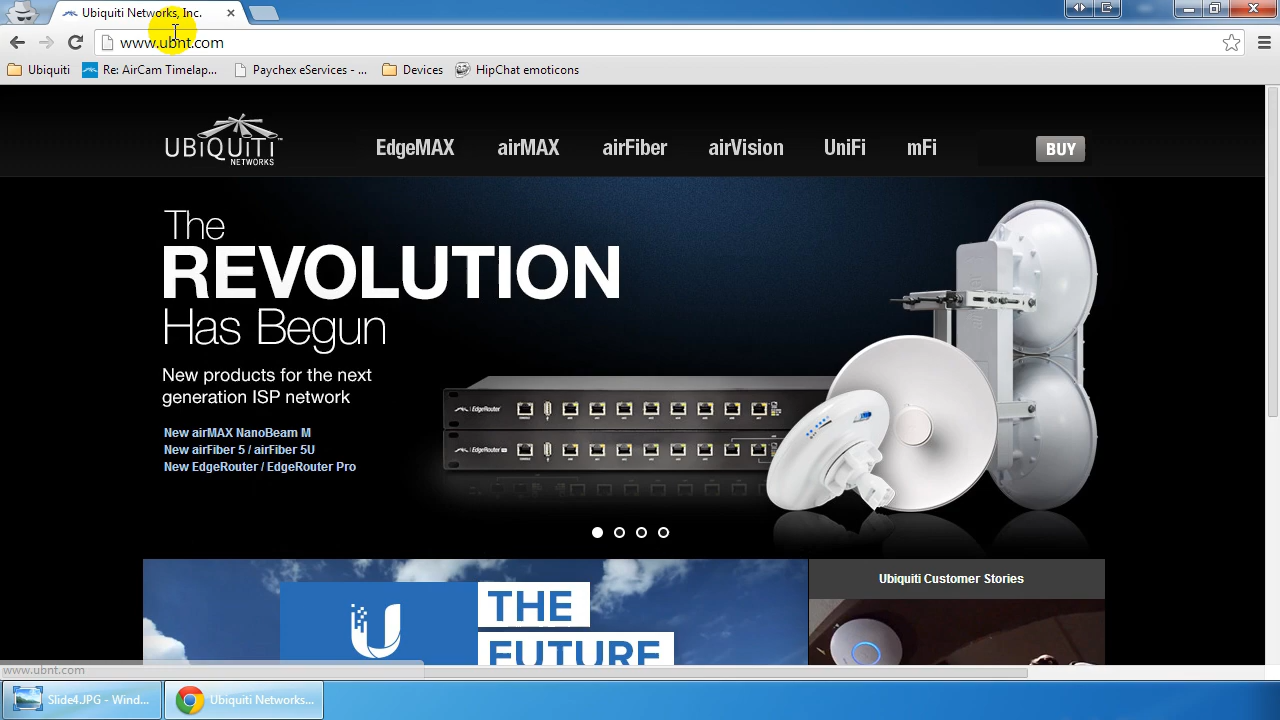 Ubiquiti Networks, Inc.
www.ubnt.com
Ubiquiti
Re: AirCam Timelap...
Paychex eServices - ...
Devices
HipChat emoticons
UBiQUiTi™
NETWORKS
EdgeMAX
airMAX
airFiber
airVision
UniFi
mFi
BUY
The
REVOLUTION
Has Begun
New products for the next
generation ISP network
New airMAX NanoBeam M
New airFiber 5 / airFiber 5U
New EdgeRouter / EdgeRouter Pro
EdgeRouter
EdgeRouter
THE
FUTURE
Ubiquiti Customer Stories
www.ubnt.com
Slide4.JPG - Wind...
Ubiquiti Networks...